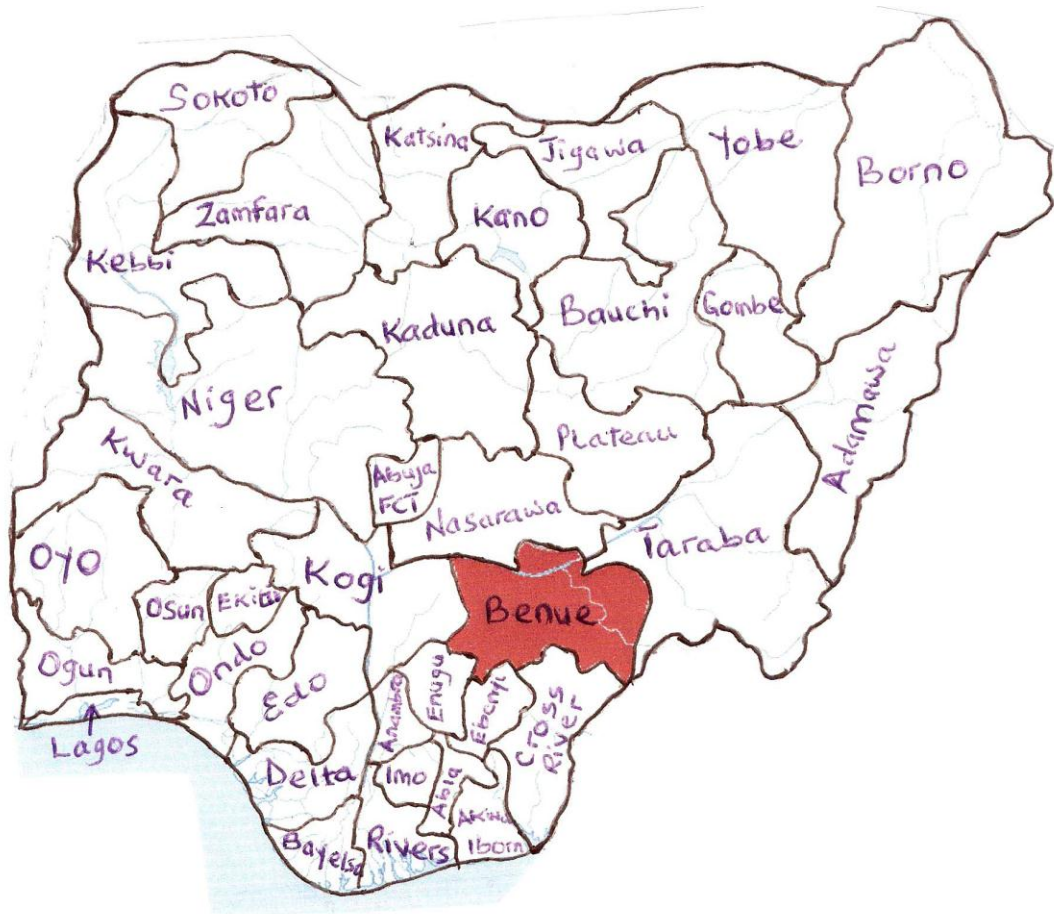 Sokoto
Katsina
Jigawa
Yobe
Borno
Zamfara
Kano
Kebbi
Kaduna
Bauchi
Gombe
Niger
Adamawa
Kwara
Plateau
Abuja
FCT
Nasarawa
Taraba
Oyo
Kogi
Osun
Ekiti
Benue
Ogun
Ondo
Edo
Anambra
Enugu
Ebonyi
Cross
River
Lagos
Delta
Imo
Abia
Akwa
Ibom
Bayelsa
Rivers